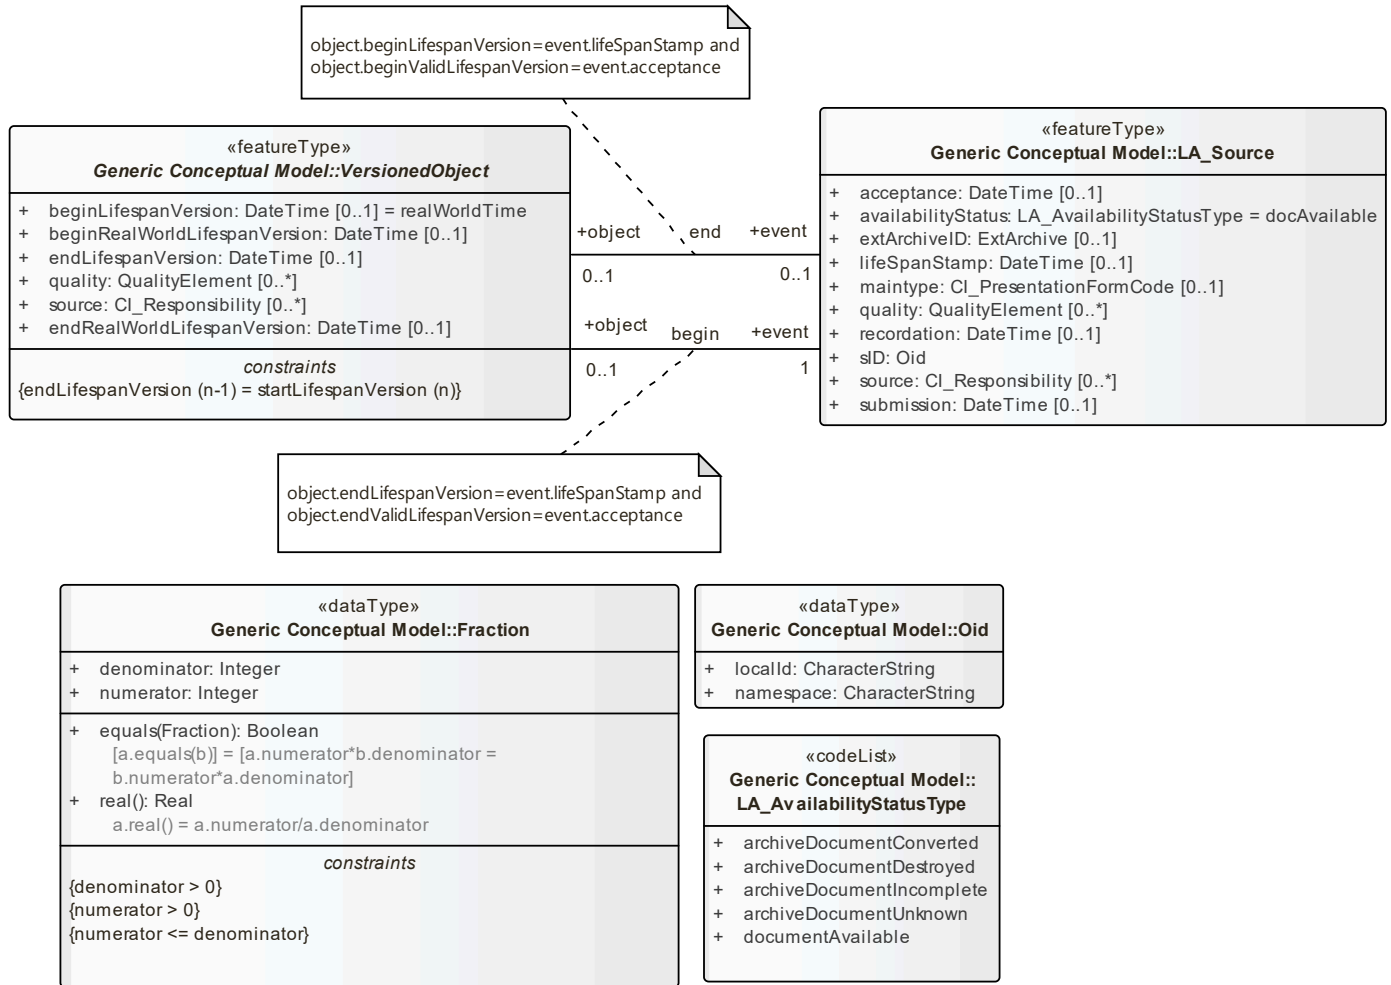 object.beginLifespanVersion=event.lifeSpanStamp and
object.beginValidLifespanVersion=event.acceptance
«featureType»
Generic Conceptual Model::VersionedObject
+ beginLifespanVersion: DateTime [0..1] = realWorldTime
+ beginRealWorldLifespanVersion: DateTime [0..1]
+ endLifespanVersion: DateTime [0..1]
+ quality: QualityElement [0..*]
+ source: CI_Responsibility [0..*]
+ endRealWorldLifespanVersion: DateTime [0..1]
constraints
{endLifespanVersion (n-1) = startLifespanVersion (n)}
+object end +event
0..1 0..1
+object begin +event
0..1 1
«featureType»
Generic Conceptual Model::LA_Source
+ acceptance: DateTime [0..1]
+ availabilityStatus: LA_AvailabilityStatusType = docAvailable
+ extArchiveID: ExtArchive [0..1]
+ lifeSpanStamp: DateTime [0..1]
+ maintype: CI_PresentationFormCode [0..1]
+ quality: QualityElement [0..*]
+ recordation: DateTime [0..1]
+ sID: Oid
+ source: CI_Responsibility [0..*]
+ submission: DateTime [0..1]
object.endLifespanVersion=event.lifeSpanStamp and
object.endValidLifespanVersion=event.acceptance
«dataType»
Generic Conceptual Model::Fraction
+ denominator: Integer
+ numerator: Integer
+ equals(Fraction): Boolean
[a.equals(b)] = [a.numerator*b.denominator =
b.numerator*a.denominator]
+ real(): Real
a.real() = a.numerator/a.denominator
constraints
{denominator > 0}
{numerator > 0}
{numerator <= denominator}
«dataType»
Generic Conceptual Model::Oid
+ localId: CharacterString
+ namespace: CharacterString
«codeList»
Generic Conceptual Model::
LA_AvailabilityStatusType
+ archiveDocumentConverted
+ archiveDocumentDestroyed
+ archiveDocumentIncomplete
+ archiveDocumentUnknown
+ documentAvailable